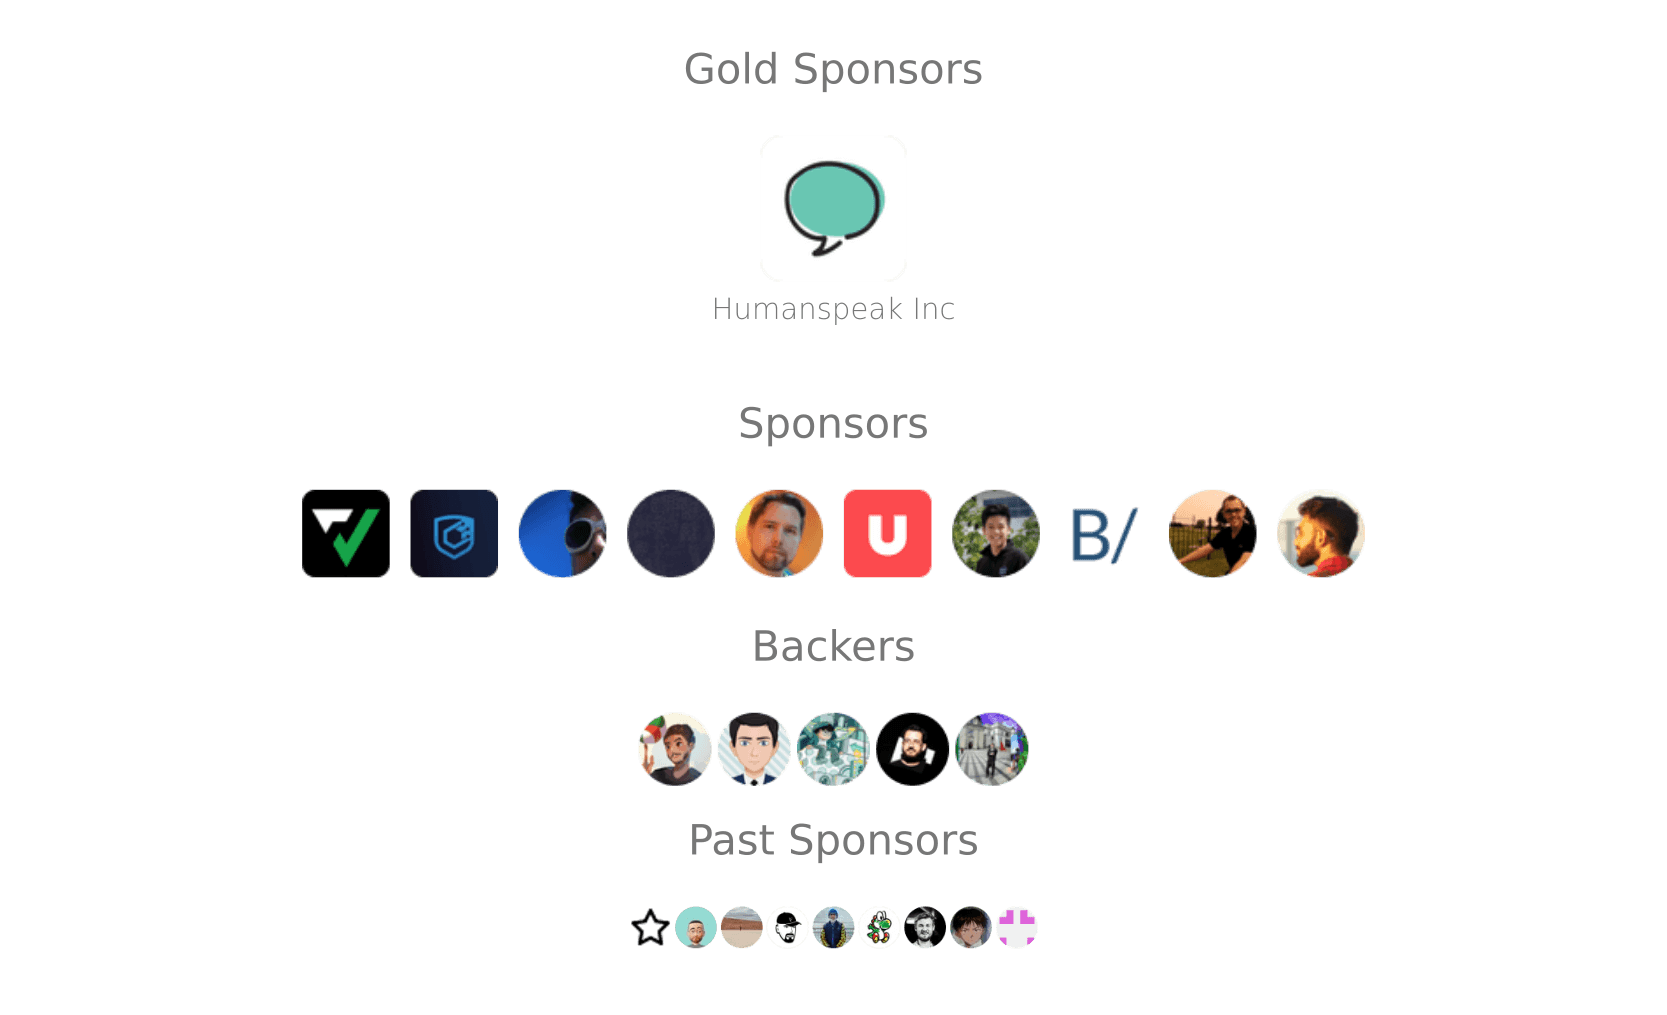 Gold Sponsors
Humanspeak Inc
Sponsors
U
B/
Backers
Past Sponsors